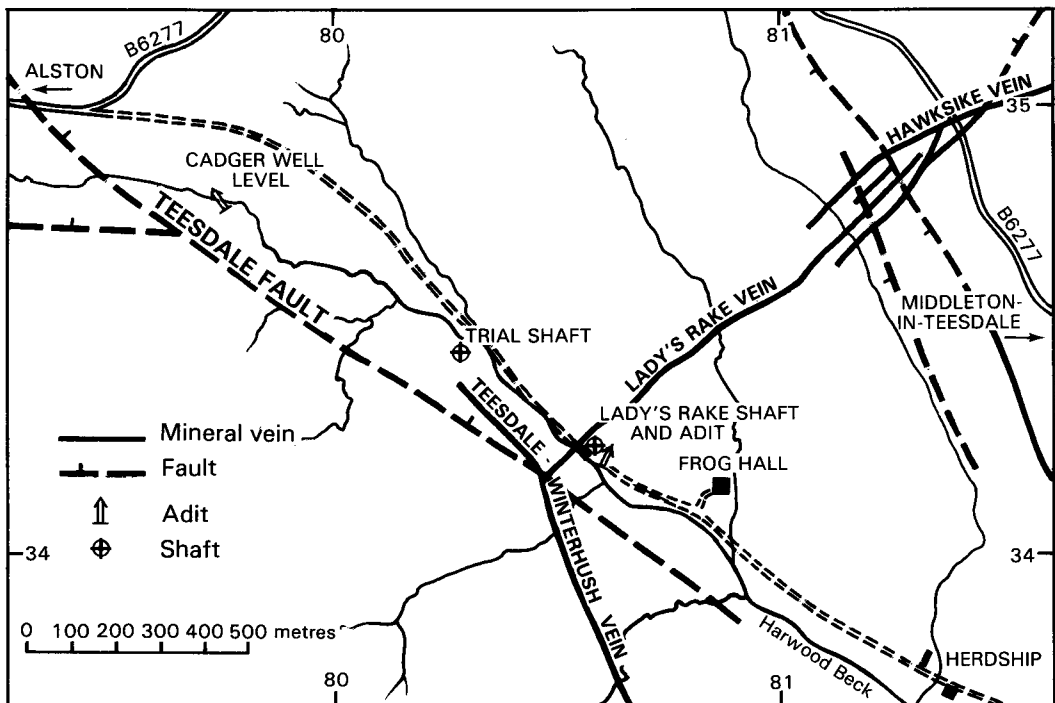 80
81
B6277
ALSTON
HAWKSIKE VEIN
35
CADGER WELL
LEVEL
TEESDALE FAULT
B6277
LADY'S RAKE VEIN
MIDDLETON-
IN-TEESDALE
TRIAL SHAFT
TEESDALE - WINTERHUSH VEIN
LADY'S RAKE SHAFT
AND ADIT
FROG HALL
Mineral vein
Fault
Adit
Shaft
34
34
0 100 200 300 400 500 metres
Harwood Beck
HERDSHIP
80
81